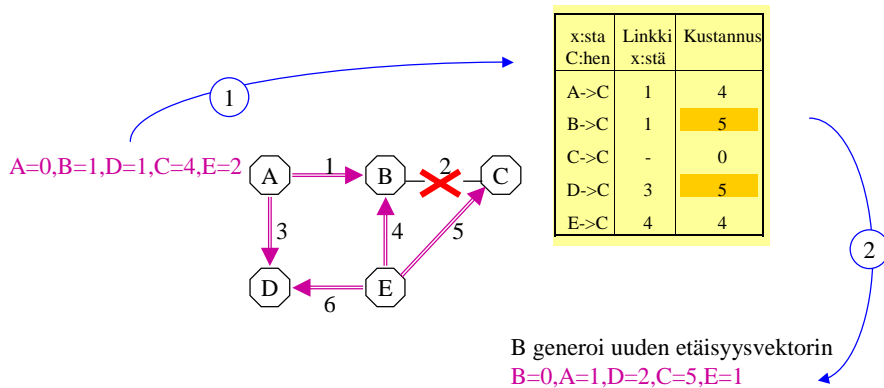 x:sta Linkki Kustannus
C:hen x:stä
A->C 1 4
B->C 1 5
C->C - 0
D->C 3 5
E->C 4 4
1
A=0,B=1,D=1,C=4,E=2
A 1 B 2 C
3 4 5
D 6 E
2
B generoi uuden etäisyysvektorin
B=0,A=1,D=2,C=5,E=1